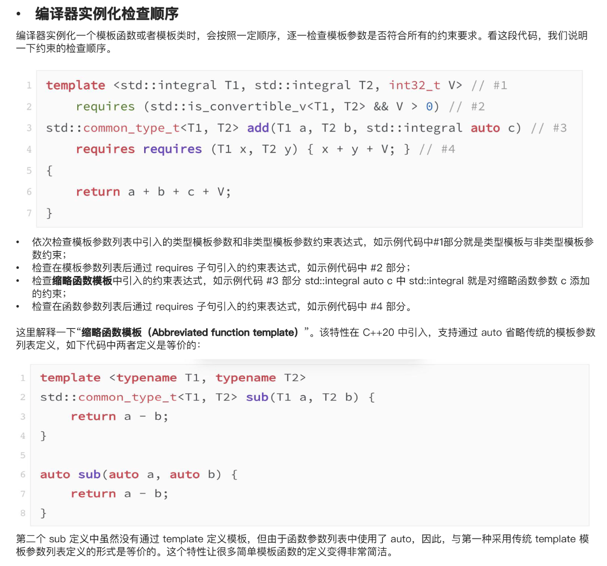 • 编译器实例化检查顺序
编译器实例化一个模板函数或者模板类时，会按照一定顺序，逐一检查模板参数是否符合所有的约束要求。看这段代码，我们说明
一下约束的检查顺序。
1 template <std::integral T1, std::integral T2, int32_t V> // #1
2     requires (std::is_convertible_v<T1, T2> && V > 0) // #2
3 std::common_type_t<T1, T2> add(T1 a, T2 b, std::integral auto c) // #3
4     requires requires (T1 x, T2 y) { x + y + V; } // #4
5 {
6     return a + b + c + V;
7 }
• 依次检查模板参数列表中引入的类型模板参数和非类型模板参数约束表达式，如示例代码中#1部分就是类型模板与非类型模板参
数约束；
• 检查在模板参数列表后通过 requires 子句引入的约束表达式，如示例代码中 #2 部分；
• 检查缩略函数模板中引入的约束表达式，如示例代码 #3 部分 std::integral auto c 中 std::integral 就是对缩略函数参数 c 添加
的约束；
• 检查在函数参数列表后通过 requires 子句引入的约束表达式，如示例代码中 #4 部分。
这里解释一下“缩略函数模板（Abbreviated function template）”。该特性在 C++20 中引入，支持通过 auto 省略传统的模板参数
列表定义，如下代码中两者定义是等价的：
1 template <typename T1, typename T2>
2 std::common_type_t<T1, T2> sub(T1 a, T2 b) {
3     return a - b;
4 }
5
6 auto sub(auto a, auto b) {
7     return a - b;
8 }
第二个 sub 定义中虽然没有通过 template 定义模板，但由于函数参数列表中使用了 auto，因此，与第一种采用传统 template 模
板参数列表定义的形式是等价的。这个特性让很多简单模板函数的定义变得非常简洁。